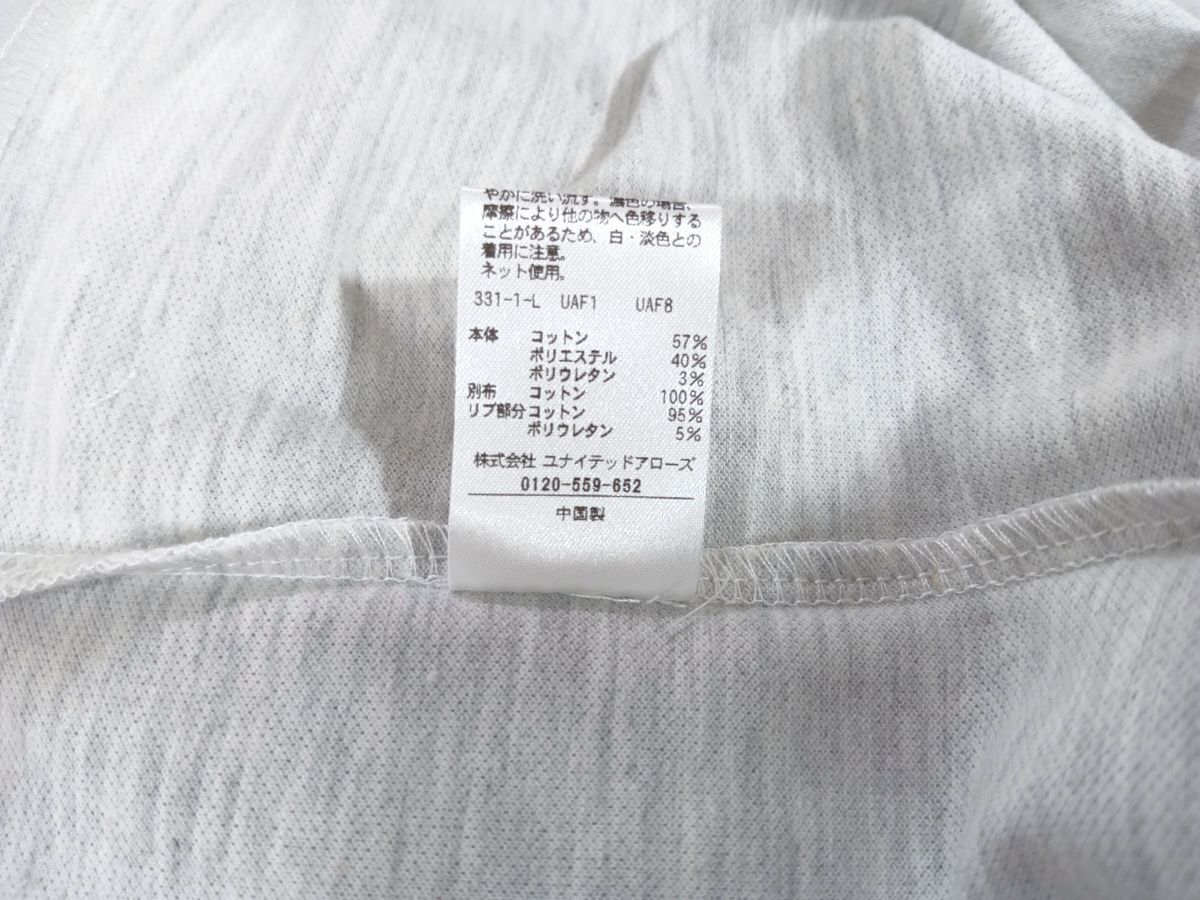 やかに洗い流す。濃色の場合、
摩擦により他の物へ色移りする
ことがあるため、白・淡色との
着用に注意。
ネット使用。
331-1-L UAF1 UAF8
本体 コットン 57%
ポリエステル 40%
ポリウレタン 3%
別布 コットン 100%
リブ部分 コットン 95%
ポリウレタン 5%
株式会社 ユナイテッドアローズ
0120-559-652
中国製